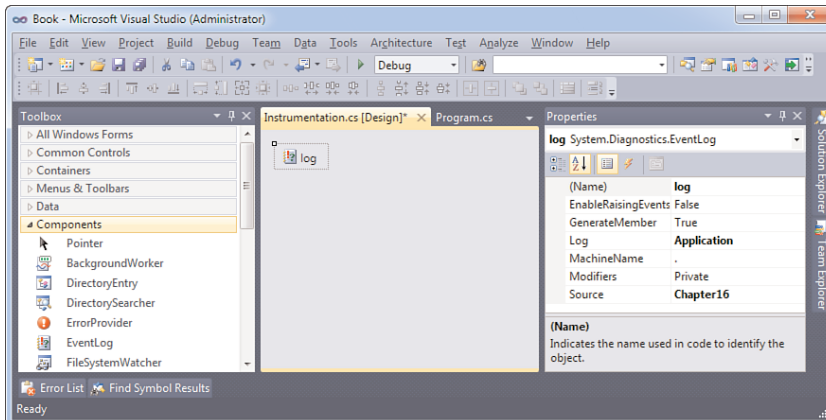 Book - Microsoft Visual Studio (Administrator)
File Edit View Project Build Debug Team Data Tools Architecture Test Analyze Window Help
Debug
Toolbox
All Windows Forms
Common Controls
Containers
Menus & Toolbars
Data
Components
Pointer
BackgroundWorker
DirectoryEntry
DirectorySearcher
ErrorProvider
EventLog
FileSystemWatcher
Instrumentation.cs [Design]* Program.cs
log
Properties
log System.Diagnostics.EventLog
(Name) log
EnableRaisingEvents False
GenerateMember True
Log Application
MachineName .
Modifiers Private
Source Chapter16
(Name)
Indicates the name used in code to identify the
object.
Solution Explorer
Team Explorer
Error List Find Symbol Results
Ready